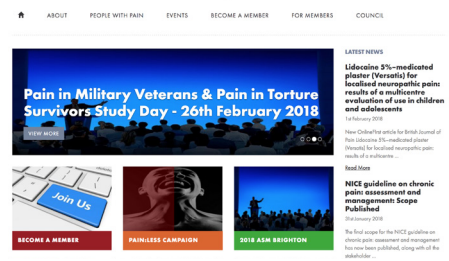 ABOUT
PEOPLE WITH PAIN
EVENTS
BECOME A MEMBER
FOR MEMBERS
COUNCIL
Pain in Military Veterans & Pain in Torture
Survivors Study Day - 26th February 2018
VIEW MORE
Join Us
BECOME A MEMBER
PAIN:LESS CAMPAIGN
2018 ASM BRIGHTON
LATEST NEWS
Lidocaine 5%–medicated
plaster (Versatis) for
localised neuropathic pain:
results of a multicentre
evaluation of use in children
and adolescents
1st February 2018
New OnlineFirst article for British Journal of
Pain Lidocaine 5%–medicated plaster
(Versatis) for localised neuropathic pain:
results of a multicentre ...
Read More
NICE guideline on chronic
pain: assessment and
management: Scope
Published
31st January 2018
The final scope for the NICE guideline on
chronic pain: assessment and management
has now been published, along with all the
stakeholder ...